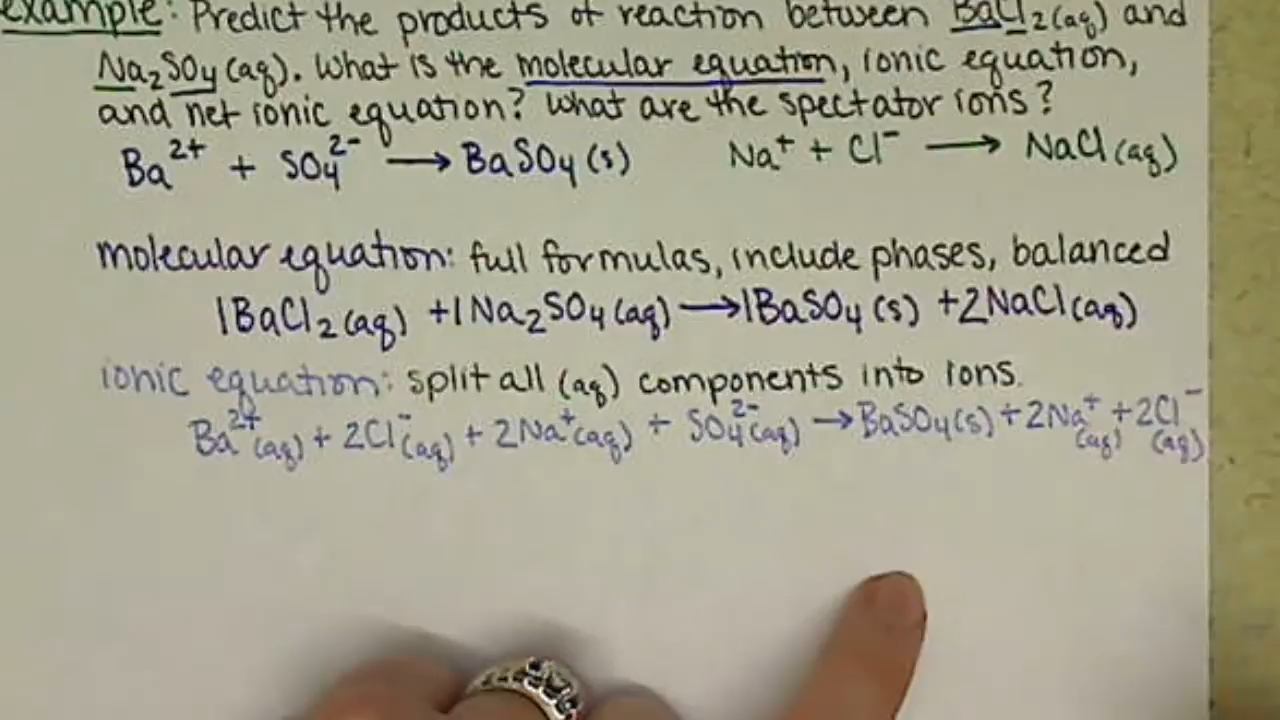 example: Predict the products of reaction between BaCl₂(aq) and
Na₂SO₄(aq). What is the molecular equation, ionic equation,
and net ionic equation? What are the spectator ions?
Ba²⁺ + SO₄²⁻ → BaSO₄(s) Na⁺ + Cl⁻ → NaCl(aq)
molecular equation: full formulas, include phases, balanced
1BaCl₂(aq) + 1Na₂SO₄(aq) → 1BaSO₄(s) + 2NaCl(aq)
ionic equation: split all (aq) components into ions.
Ba²⁺(aq) + 2Cl⁻(aq) + 2Na⁺(aq) + SO₄²⁻(aq) → BaSO₄(s) + 2Na⁺(aq) + 2Cl⁻(aq)